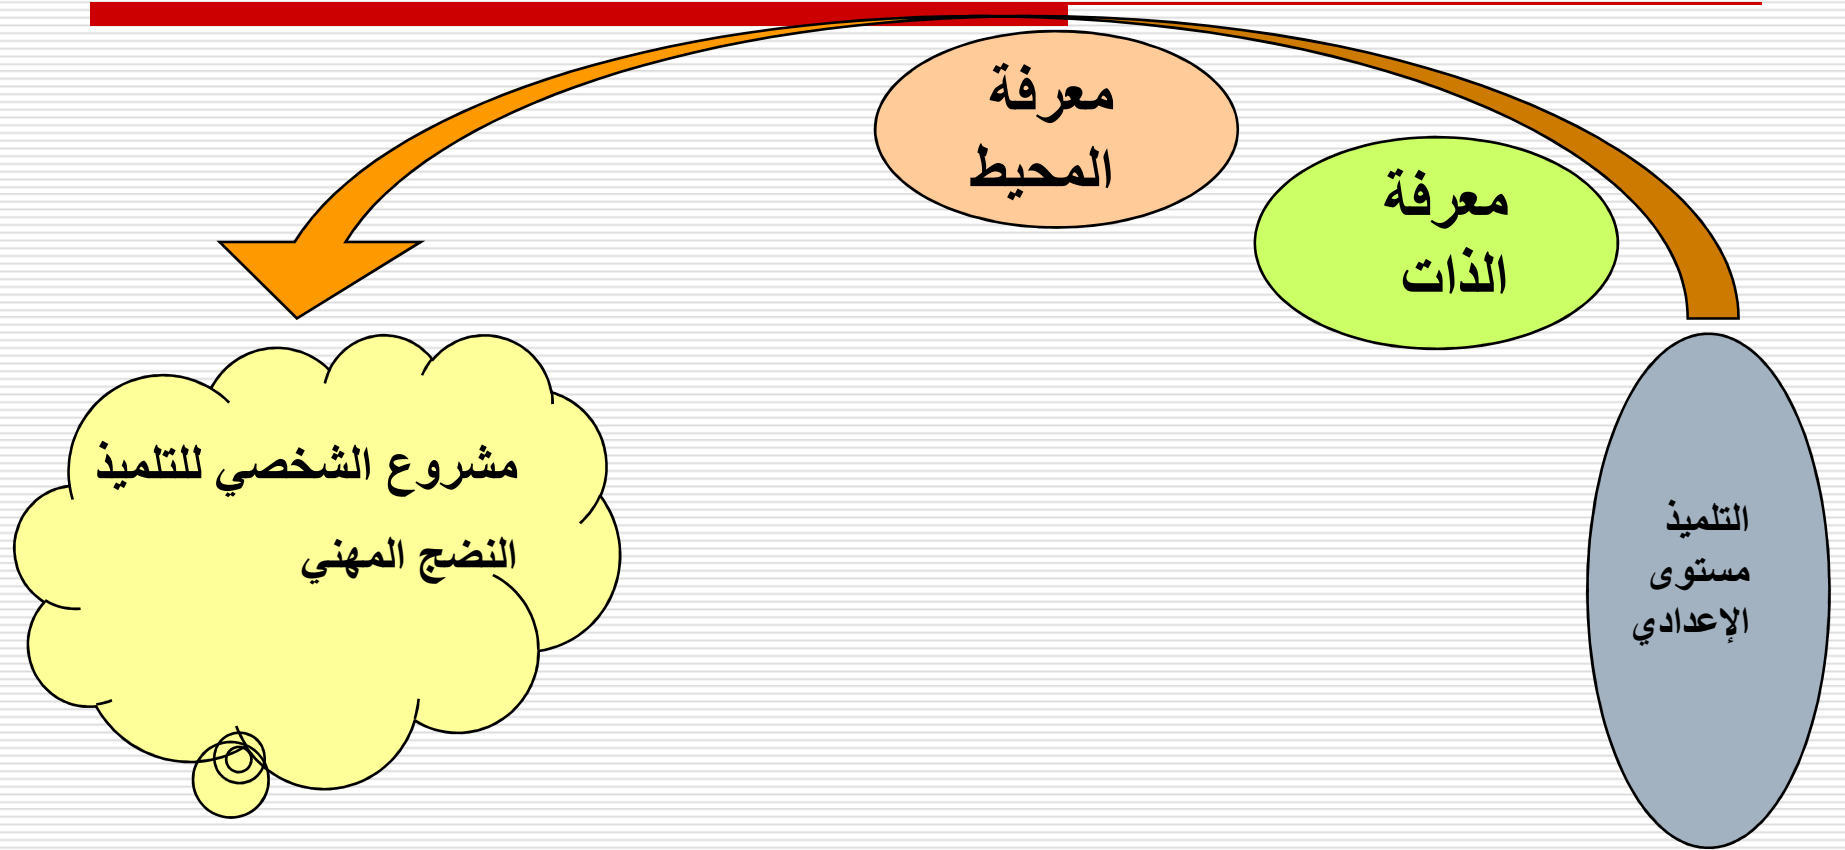 معرفة
المحيط
معرفة
الذات
التلميذ
مستوى
الإعدادي
مشروع الشخصي للتلميذ
النضج المهني